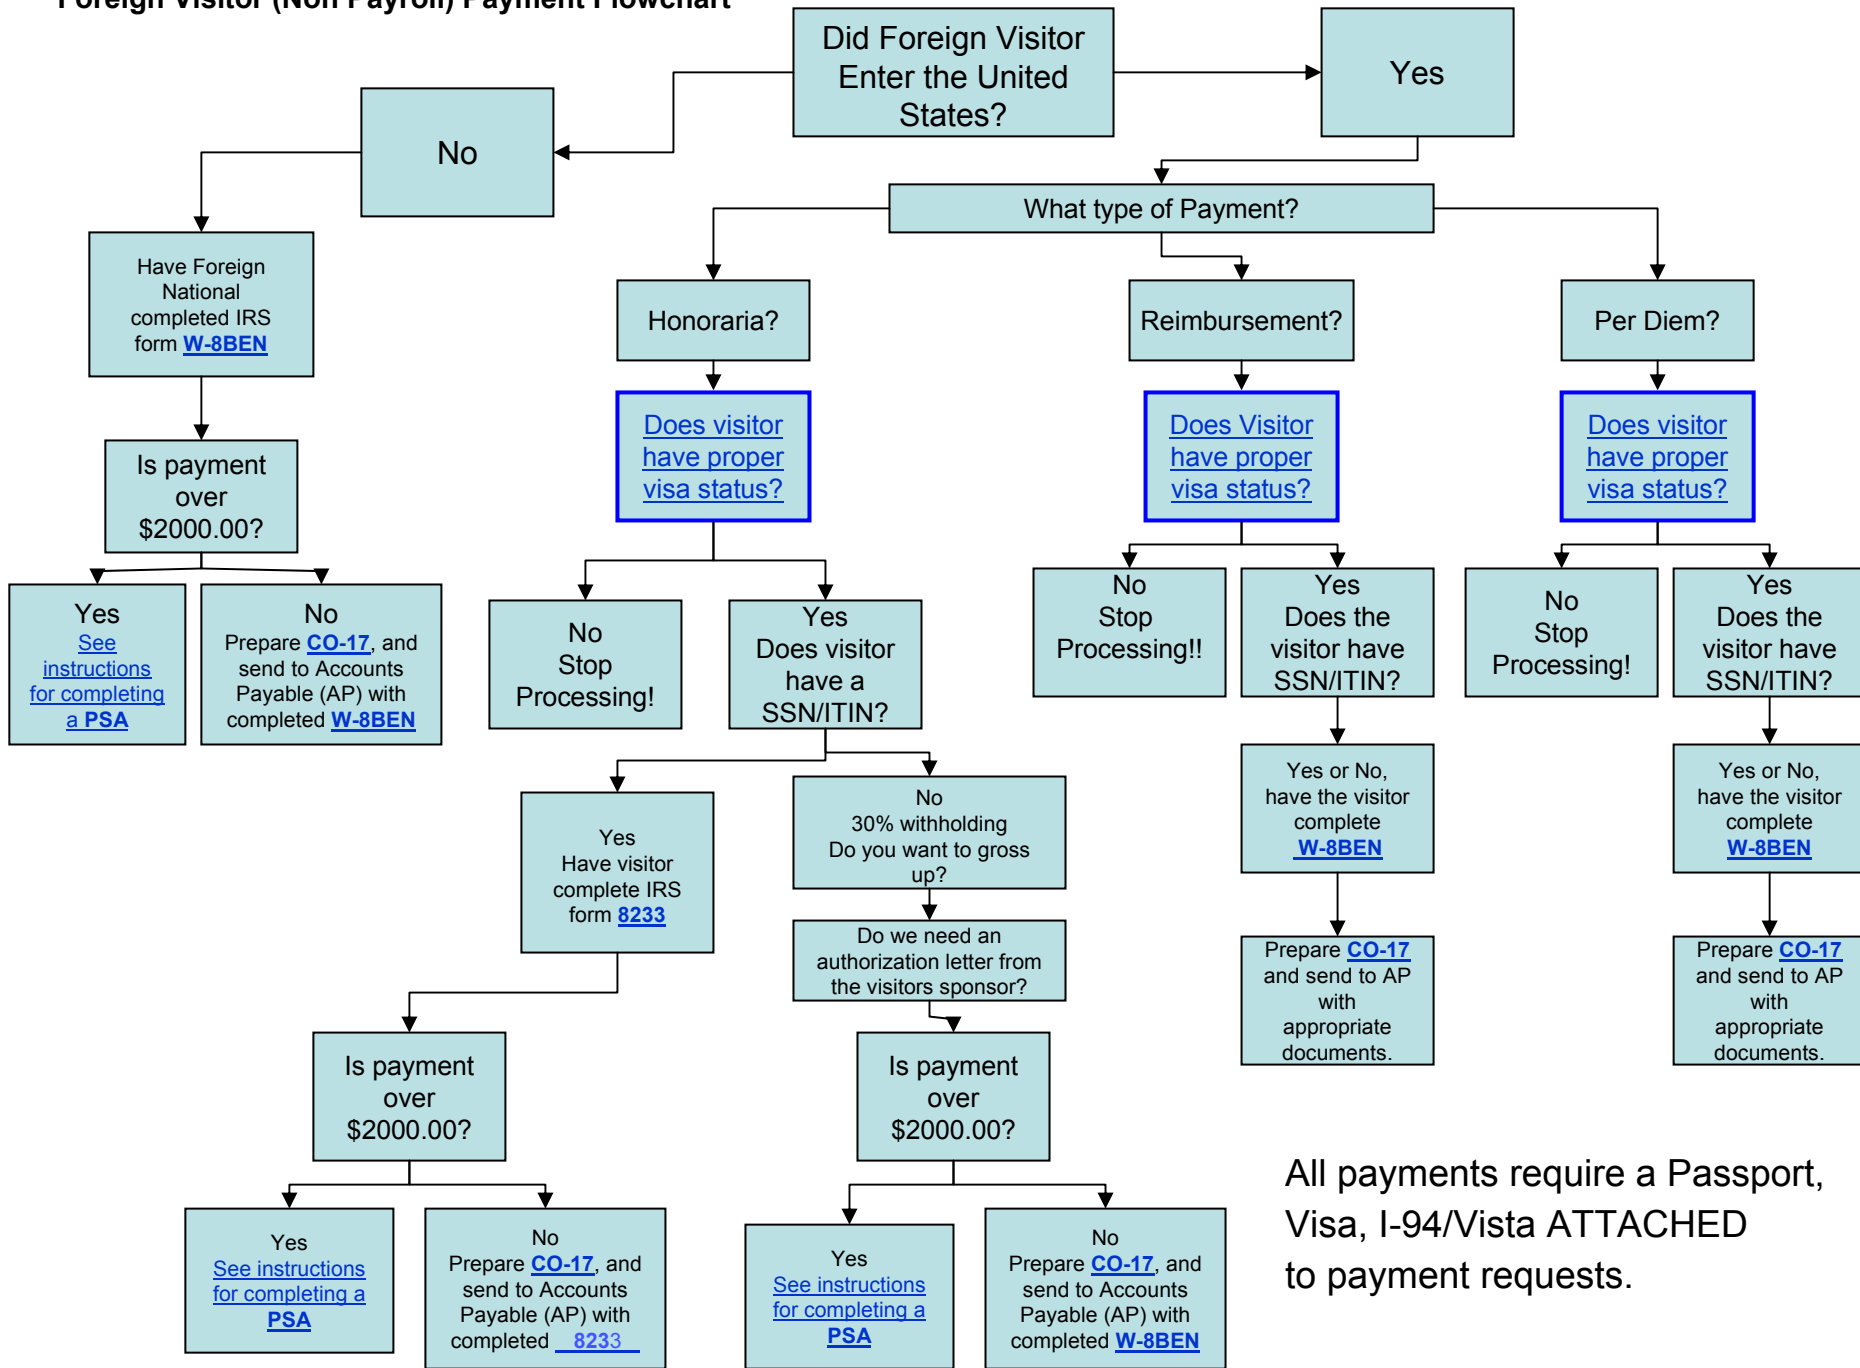 Foreign Visitor (Non Payroll) Payment Flowchart
Did Foreign Visitor
Enter the United
States?
Yes
No
What type of Payment?
Have Foreign
National
completed IRS
form W-8BEN
Honoraria?
Reimbursement?
Per Diem?
Is payment
over
$2000.00?
Does visitor
have proper
visa status?
Does Visitor
have proper
visa status?
Does visitor
have proper
visa status?
Yes
See
instructions
for completing
a PSA
No
Prepare CO-17, and
send to Accounts
Payable (AP) with
completed W-8BEN
No
Stop
Processing!
Yes
Does visitor
have a
SSN/ITIN?
No
Stop
Processing!!
Yes
Does the
visitor have
SSN/ITIN?
No
Stop
Processing!
Yes
Does the
visitor have
SSN/ITIN?
Yes
Have visitor
complete IRS
form 8233
No
30% withholding
Do you want to gross
up?
Yes or No,
have the visitor
complete
W-8BEN
Yes or No,
have the visitor
complete
W-8BEN
Do we need an
authorization letter from
the visitors sponsor?
Prepare CO-17
and send to AP
with
appropriate
documents.
Prepare CO-17
and send to AP
with
appropriate
documents.
Is payment
over
$2000.00?
Is payment
over
$2000.00?
Yes
See instructions
for completing a
PSA
No
Prepare CO-17, and
send to Accounts
Payable (AP) with
completed 8233
Yes
See instructions
for completing a
PSA
No
Prepare CO-17, and
send to Accounts
Payable (AP) with
completed W-8BEN
All payments require a Passport,
Visa, I-94/Vista ATTACHED
to payment requests.